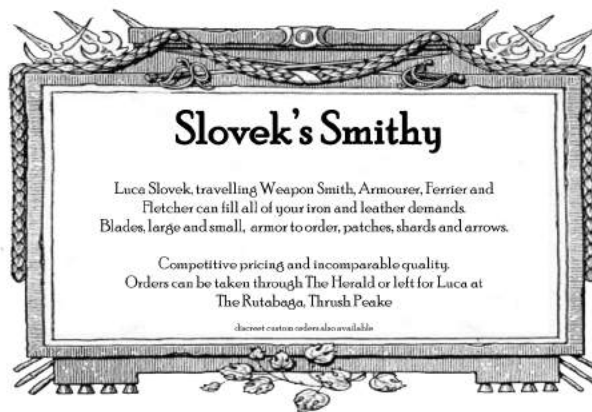 Slovek's Smithy
Luca Slovek, travelling Weapon Smith, Armourer, Ferrier and
Fletcher can fill all of your iron and leather demands.
Blades, large and small, armor to order, patches, shards and arrows.
Competitive pricing and incomparable quality.
Orders can be taken through The Herald or left for Luca at
The Rutabaga, Thrush Peake
discreet custom orders also available